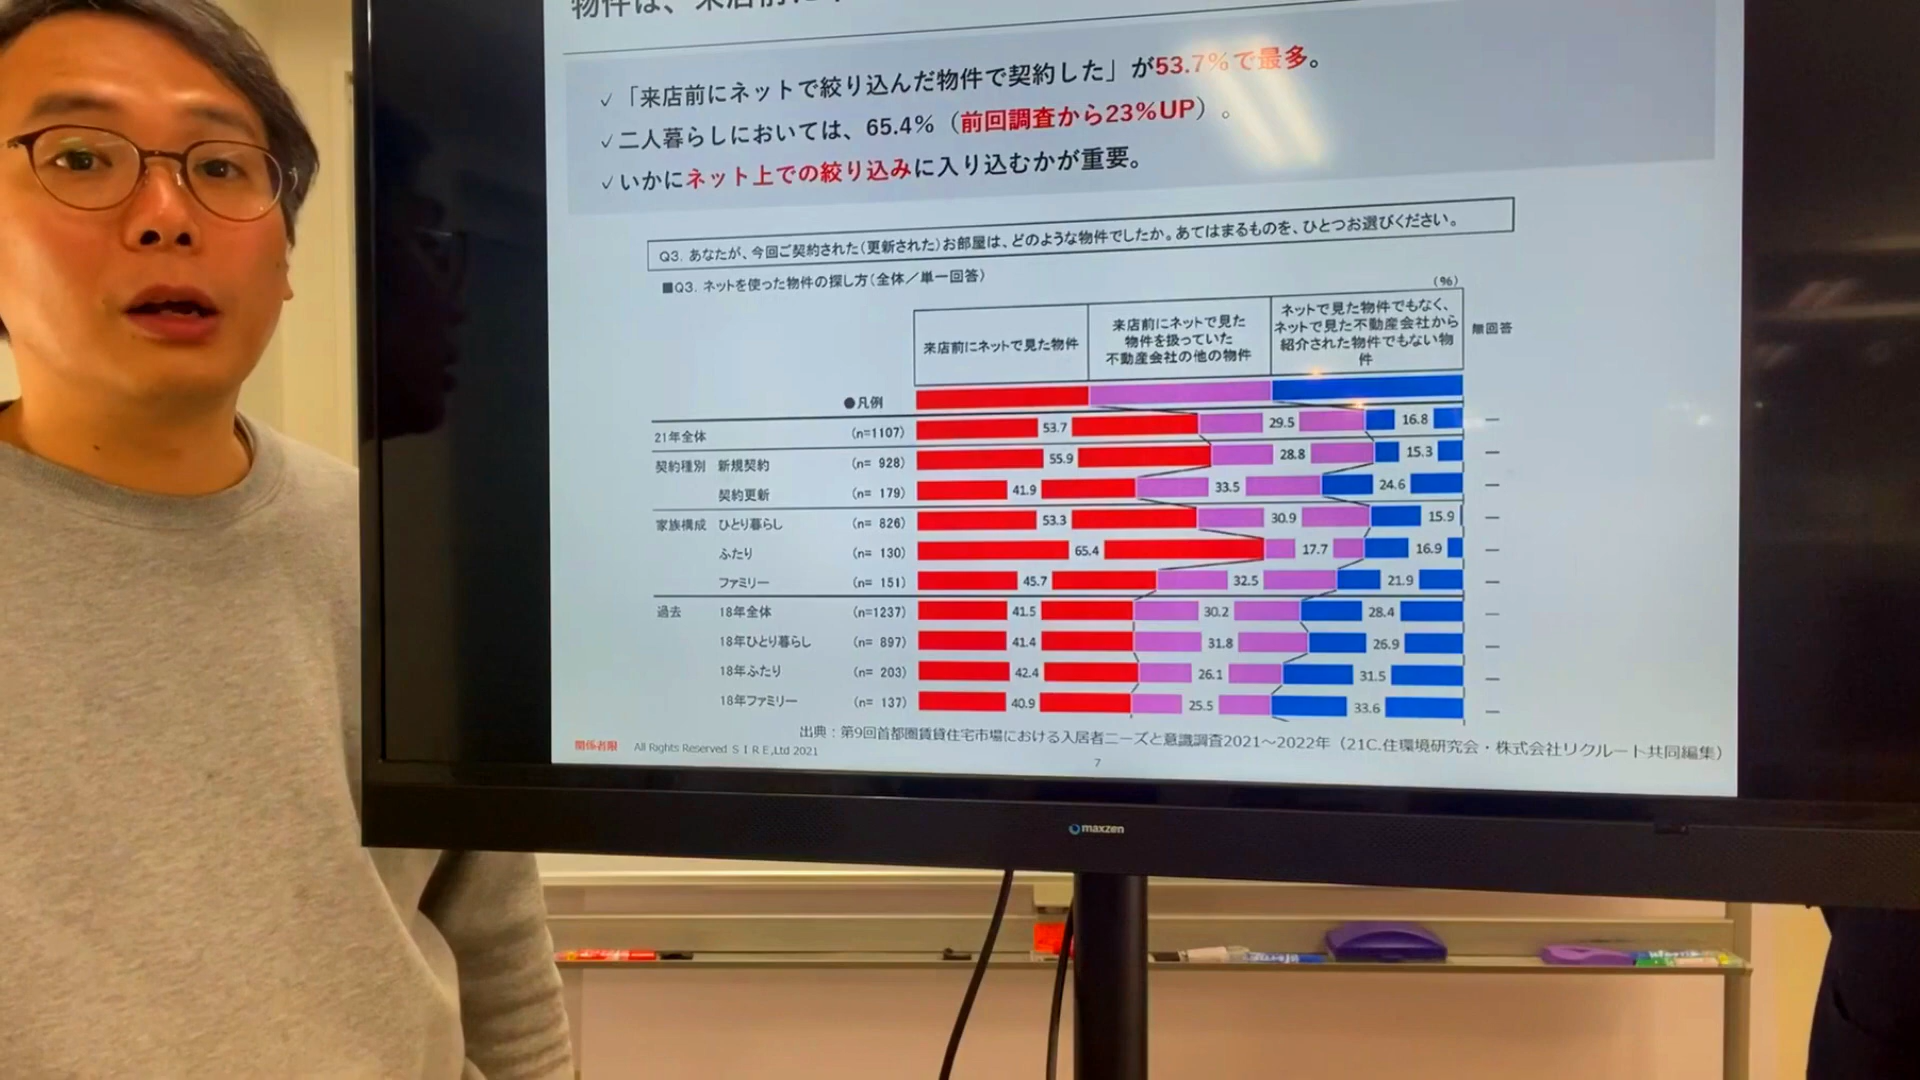 物件は、来店前に
✓「来店前にネットで絞り込んだ物件で契約した」が53.7%で最多。
✓二人暮らしにおいては、65.4%（前回調査から23%UP）。
✓いかにネット上での絞り込みに入り込むかが重要。
Q3. あなたが、今回ご契約された(更新された)お部屋は、どのような物件でしたか。あてはまるものを、ひとつお選びください。
■Q3. ネットを使った物件の探し方(全体／単一回答)
(%)
来店前にネットで見た物件
来店前にネットで見た
物件を扱っていた
不動産会社の他の物件
ネットで見た物件でもなく、
ネットで見た不動産会社から
紹介された物件でもない物
件
無回答
●凡例
21年全体 (n=1107) 53.7 29.5 16.8 —
契約種別 新規契約 (n= 928) 55.9 28.8 15.3 —
契約更新 (n= 179) 41.9 33.5 24.6 —
家族構成 ひとり暮らし (n= 826) 53.3 30.9 15.9 —
ふたり (n= 130) 65.4 17.7 16.9 —
ファミリー (n= 151) 45.7 32.5 21.9 —
過去 18年全体 (n=1237) 41.5 30.2 28.4 —
18年ひとり暮らし (n= 897) 41.4 31.8 26.9 —
18年ふたり (n= 203) 42.4 26.1 31.5 —
18年ファミリー (n= 137) 40.9 25.5 33.6 —
出典：第9回首都圏賃貸住宅市場における入居者ニーズと意識調査2021～2022年（21C.住環境研究会・株式会社リクルート共同編集）
関係者限 All Rights Reserved ＳＩＲＥ,Ltd 2021
7
maxzen